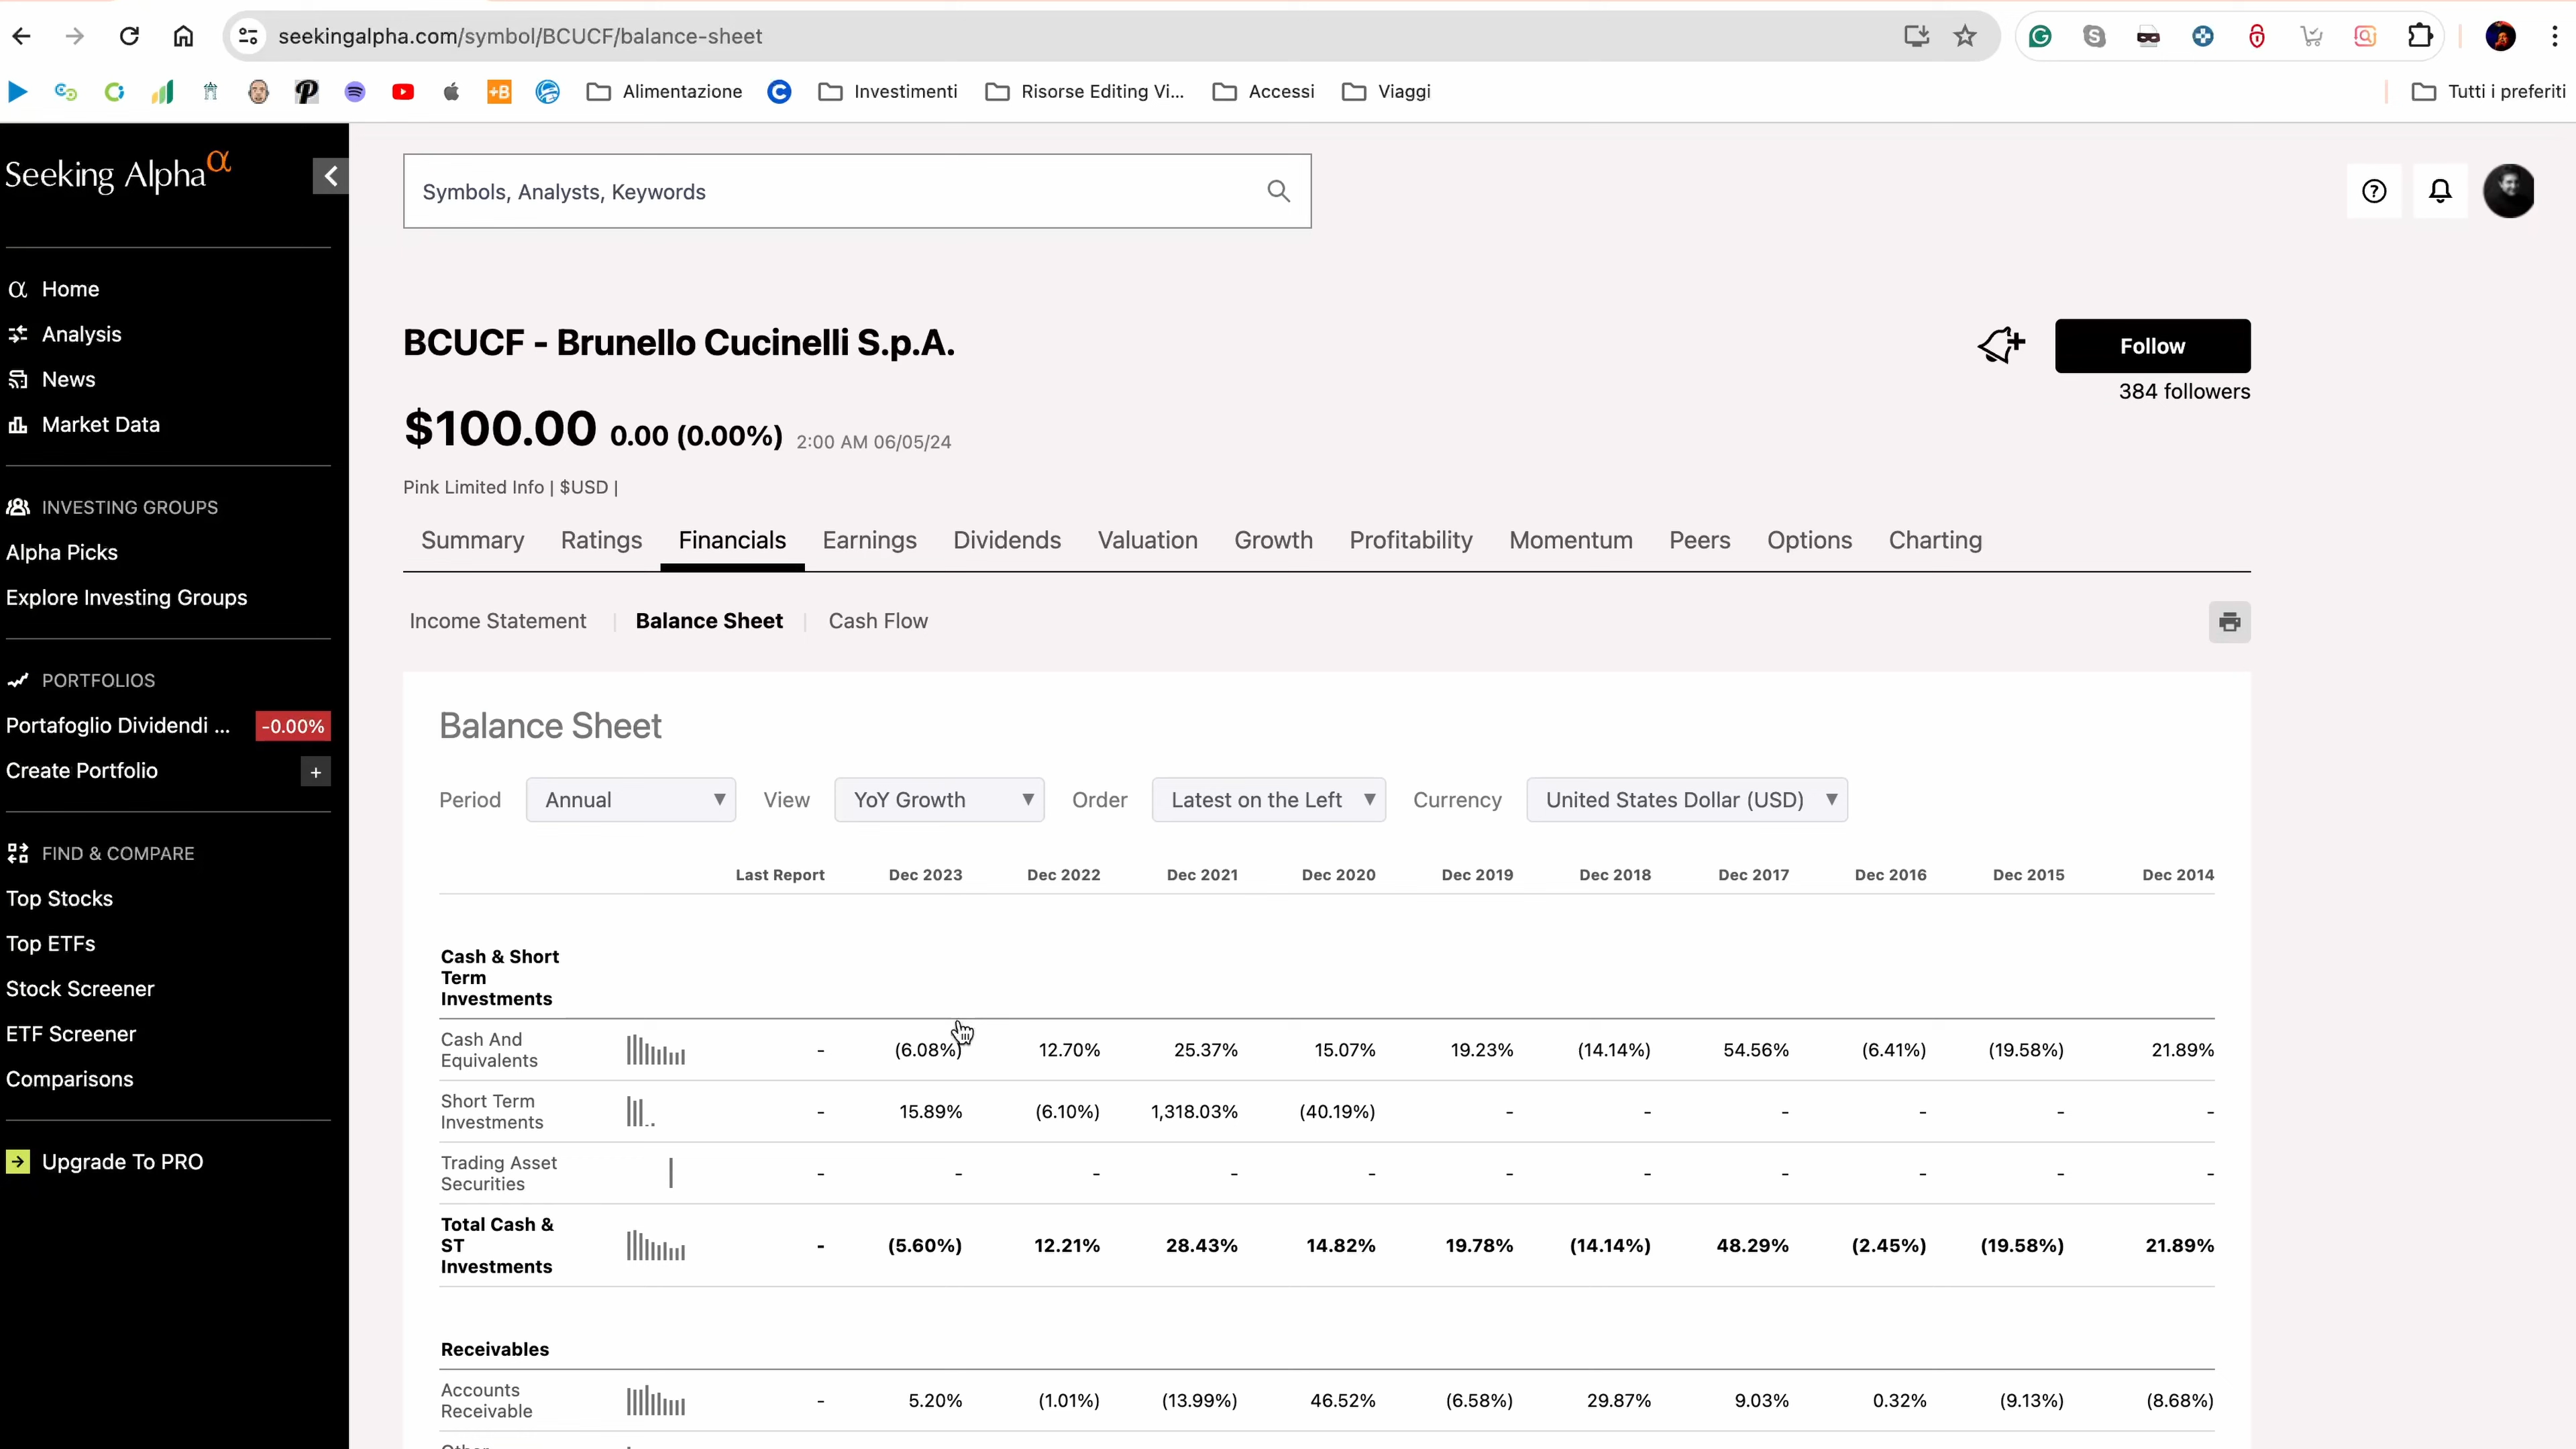 seekingalpha.com/symbol/BCUCF/balance-sheet
Alimentazione Investimenti Risorse Editing Vi... Accessi Viaggi Tutti i preferiti
Seeking Alpha α
Symbols, Analysts, Keywords
Home
Analysis
News
Market Data
INVESTING GROUPS
Alpha Picks
Explore Investing Groups
PORTFOLIOS
Portafoglio Dividendi ... -0.00%
Create Portfolio +
FIND & COMPARE
Top Stocks
Top ETFs
Stock Screener
ETF Screener
Comparisons
Upgrade To PRO
BCUCF - Brunello Cucinelli S.p.A.
Follow
384 followers
$100.00 0.00 (0.00%) 2:00 AM 06/05/24
Pink Limited Info | $USD |
Summary Ratings Financials Earnings Dividends Valuation Growth Profitability Momentum Peers Options Charting
Income Statement | Balance Sheet | Cash Flow
Balance Sheet
Period Annual View YoY Growth Order Latest on the Left Currency United States Dollar (USD)
Last Report Dec 2023 Dec 2022 Dec 2021 Dec 2020 Dec 2019 Dec 2018 Dec 2017 Dec 2016 Dec 2015 Dec 2014
Cash & Short
Term
Investments
Cash And
Equivalents
- (6.08%) 12.70% 25.37% 15.07% 19.23% (14.14%) 54.56% (6.41%) (19.58%) 21.89%
Short Term
Investments
- 15.89% (6.10%) 1,318.03% (40.19%) - - - - - -
Trading Asset
Securities
- - - - - - - - - - -
Total Cash &
ST
Investments
- (5.60%) 12.21% 28.43% 14.82% 19.78% (14.14%) 48.29% (2.45%) (19.58%) 21.89%
Receivables
Accounts
Receivable
- 5.20% (1.01%) (13.99%) 46.52% (6.58%) 29.87% 9.03% 0.32% (9.13%) (8.68%)